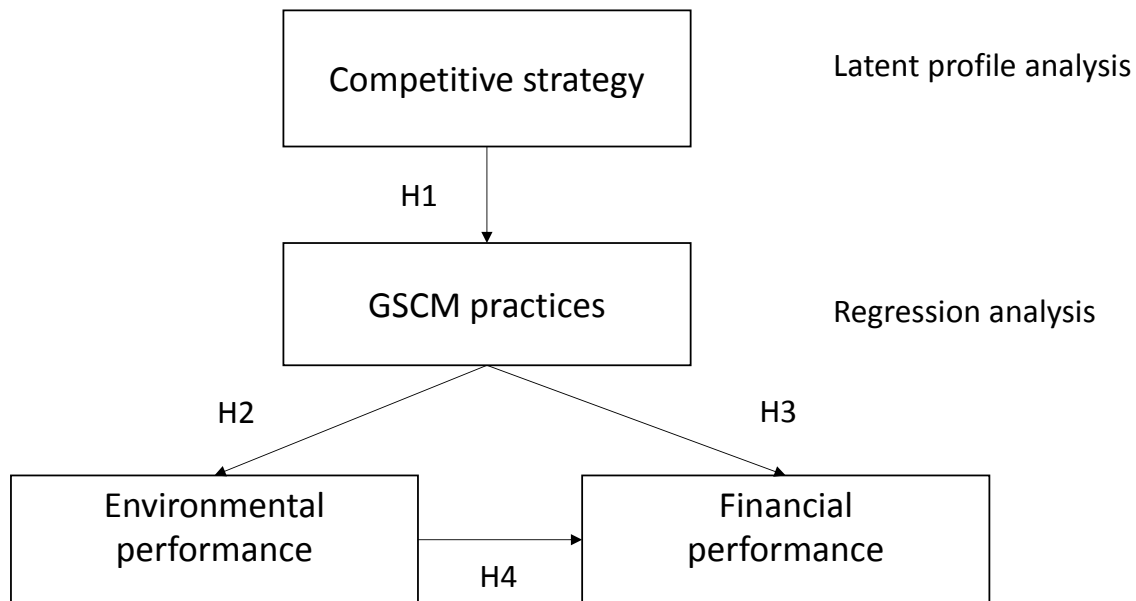 Competitive strategy
Latent profile analysis
H1
GSCM practices
Regression analysis
H2
H3
Environmental
performance
Financial
performance
H4